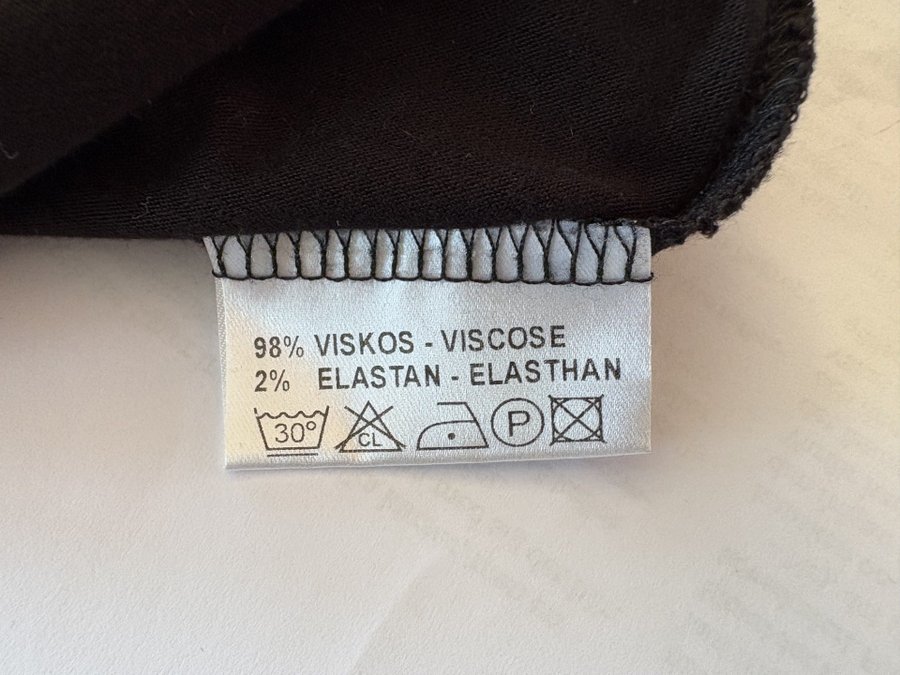 98% VISKOS - VISCOSE
2% ELASTAN - ELASTHAN
30° CL P